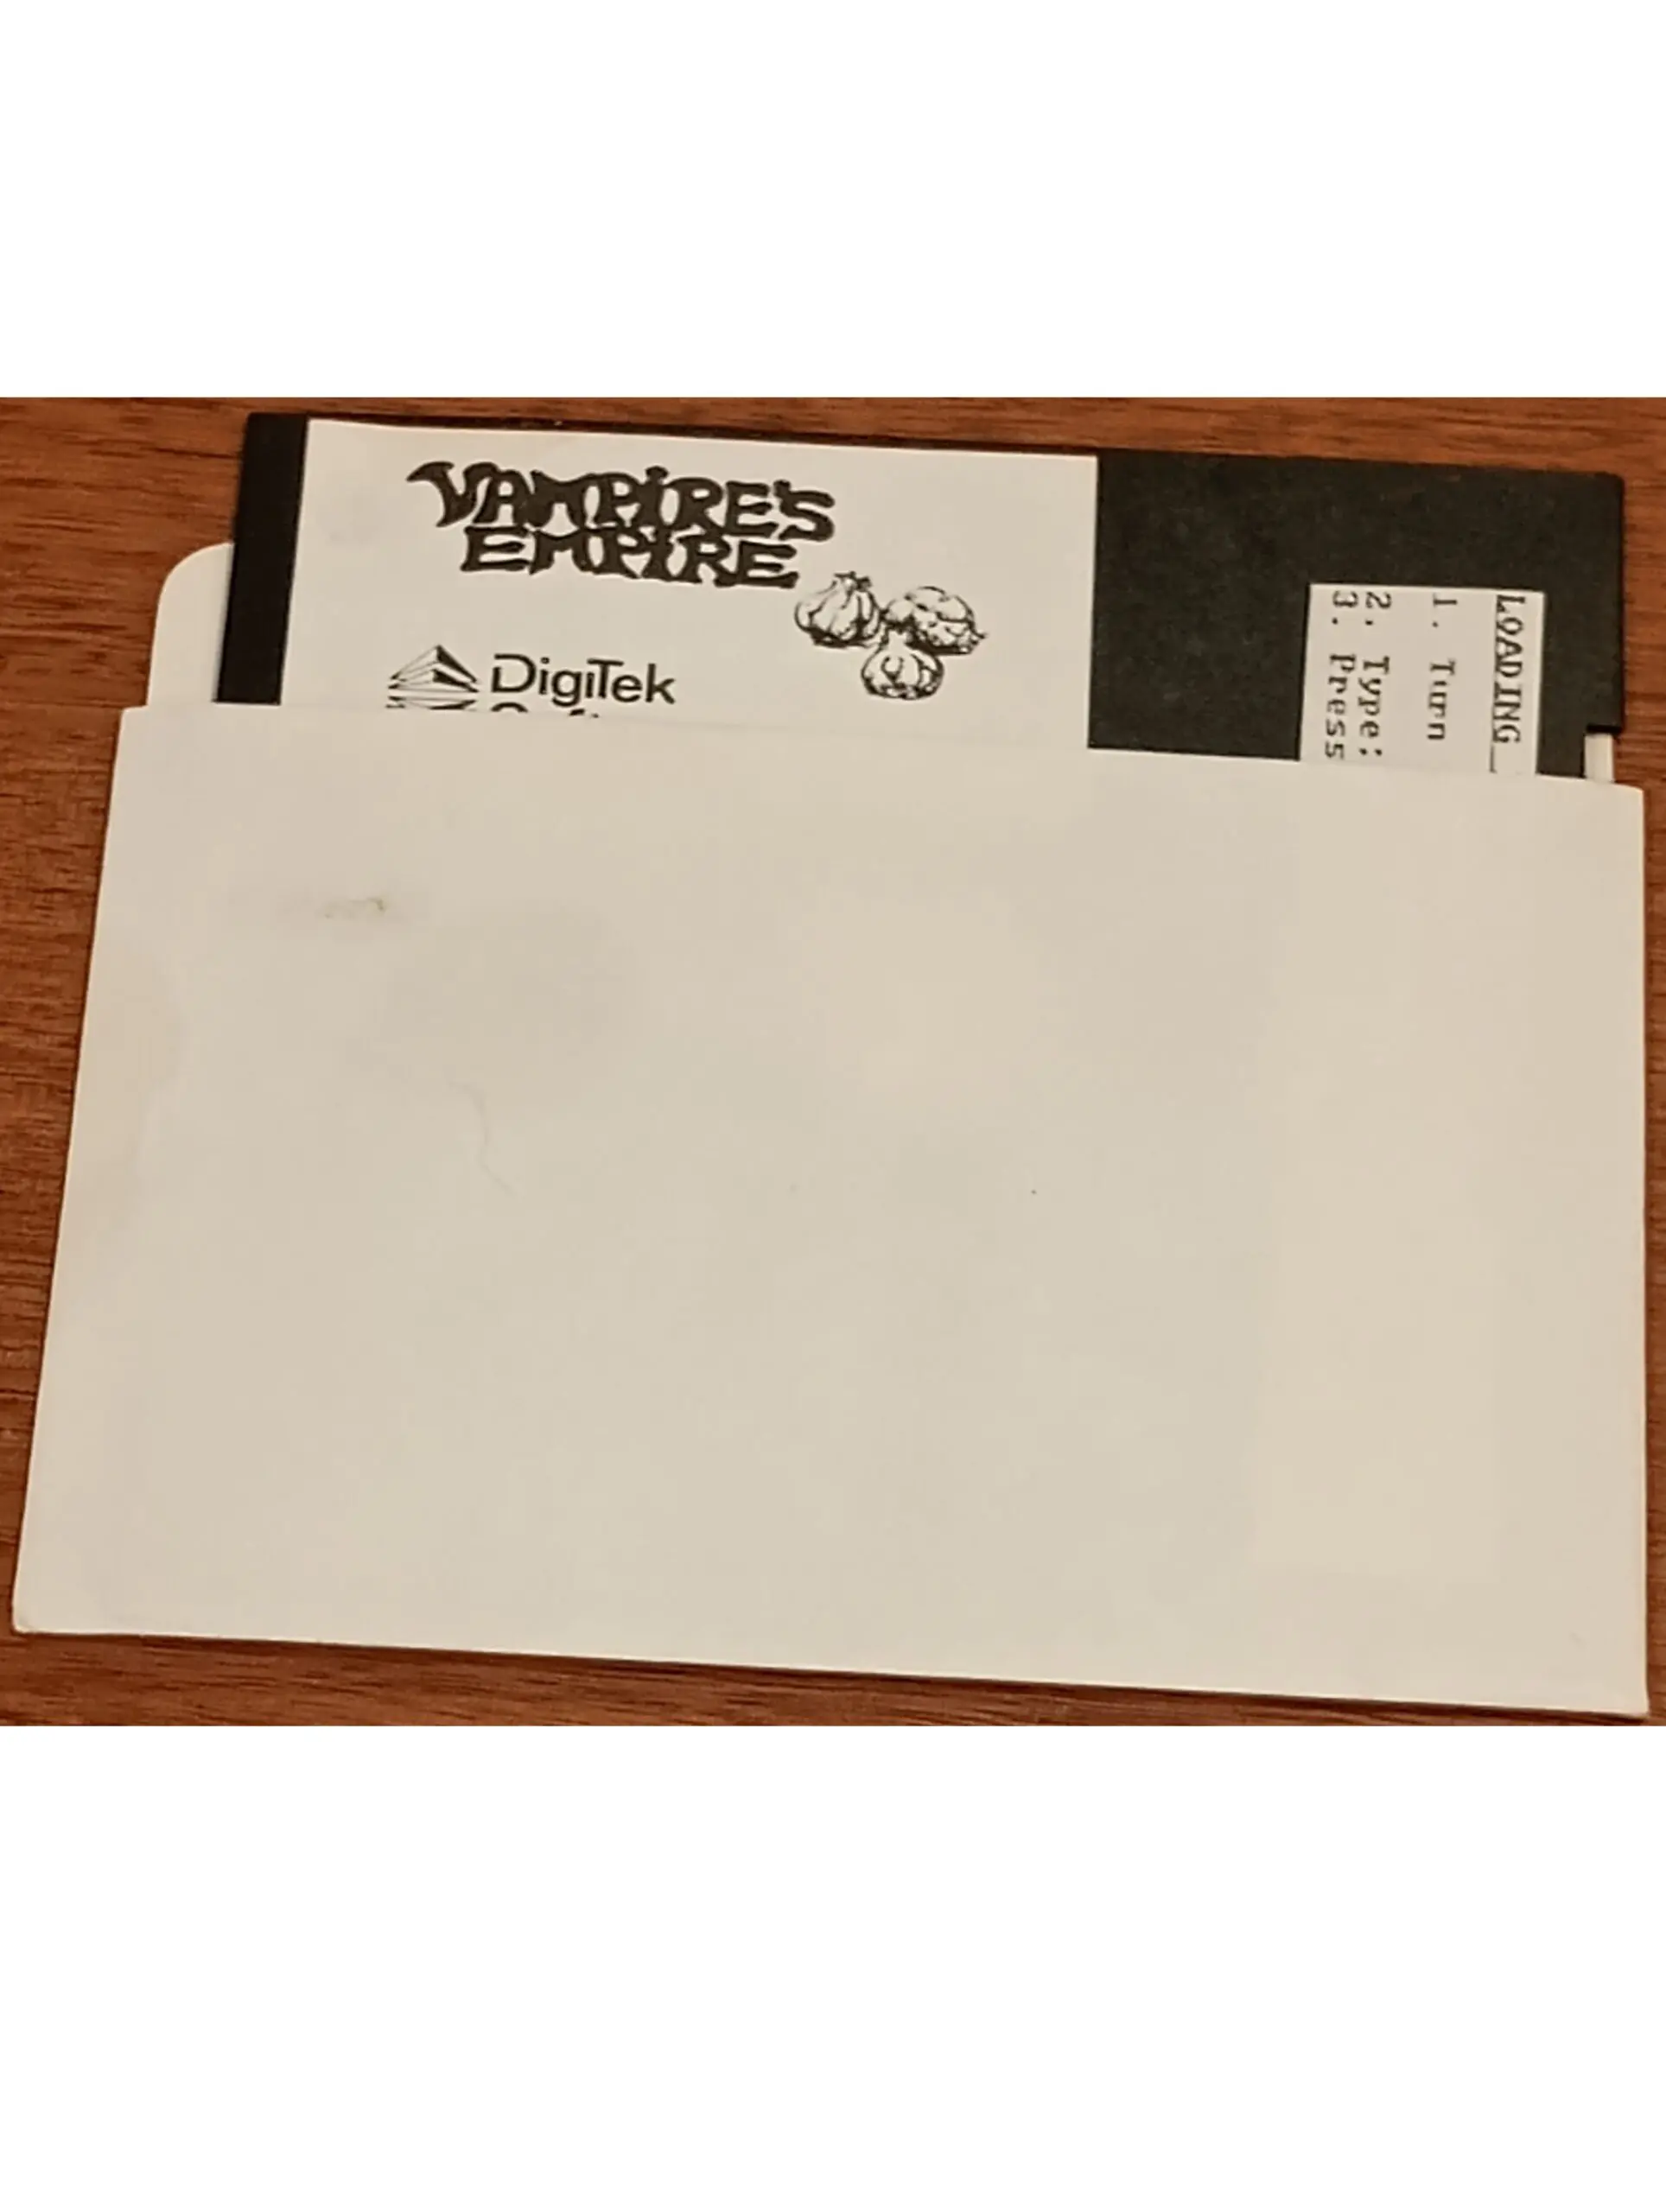 VAMPIRE'S
EMPIRE
DigiTek
LOADING
1. Turn
2. Type:
3. Press